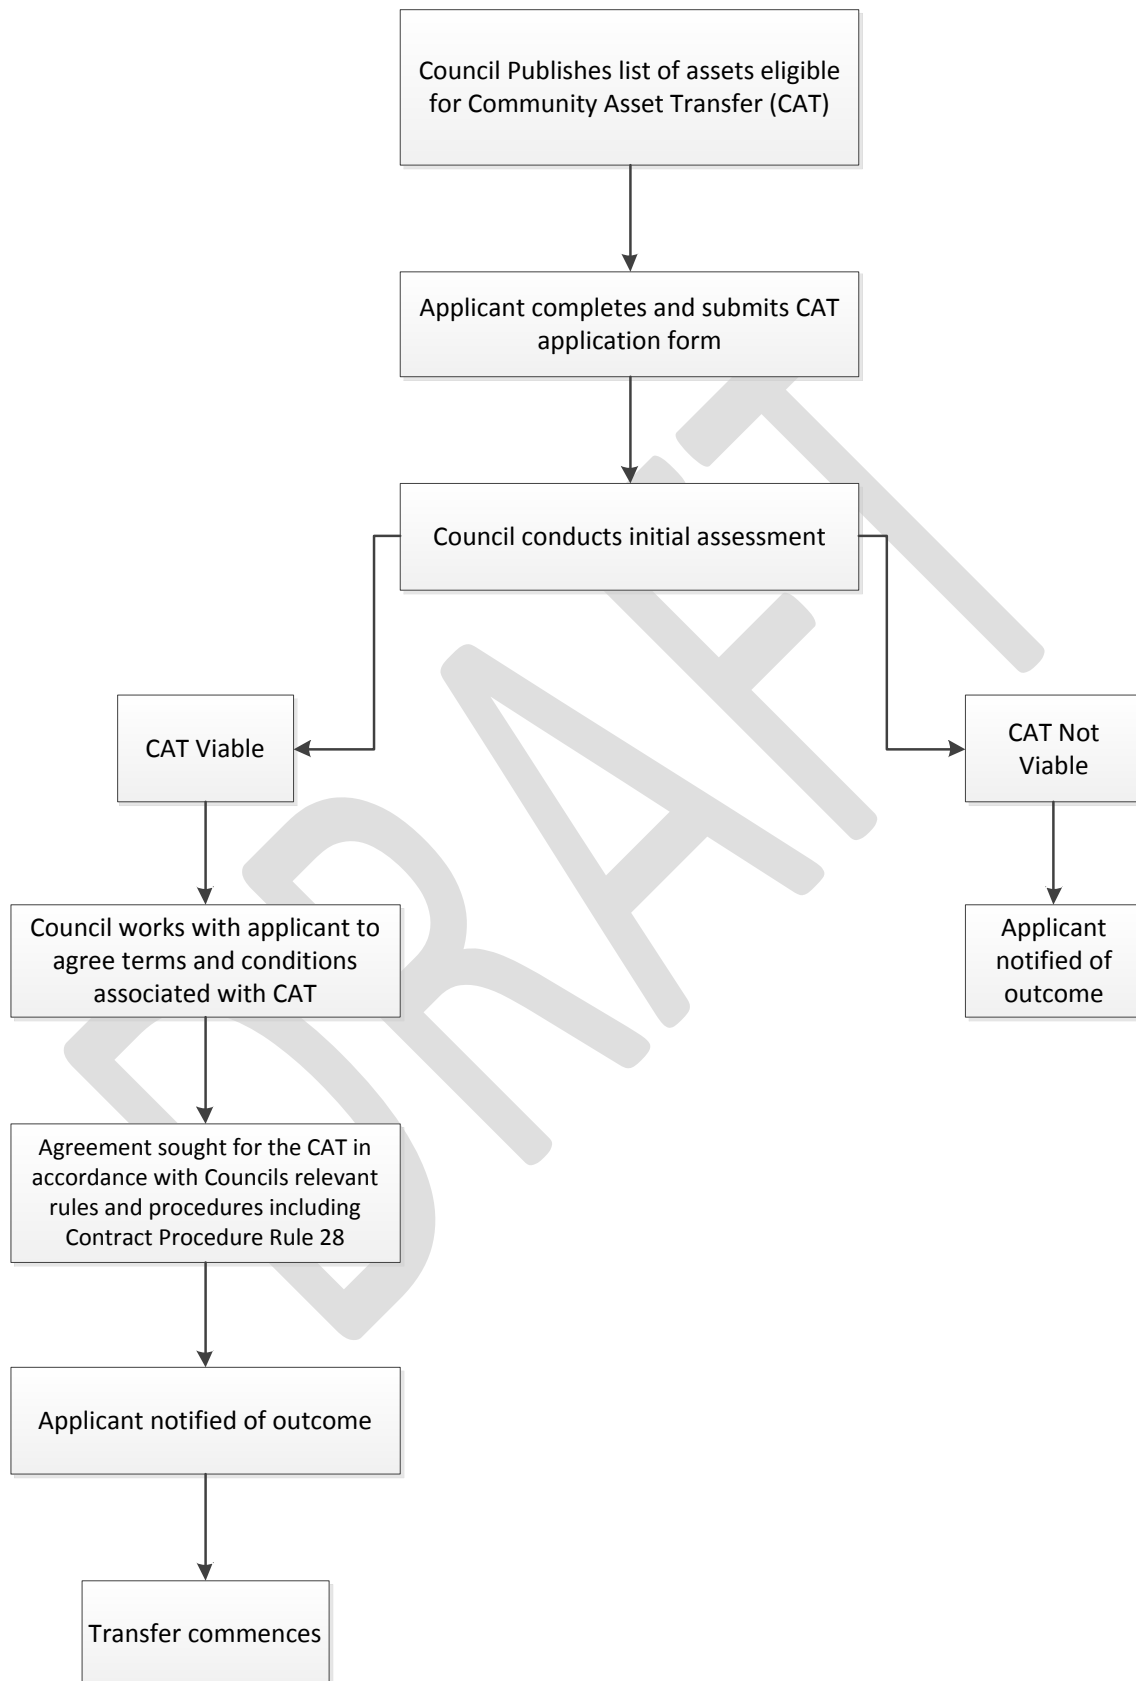 Council Publishes list of assets eligible
for Community Asset Transfer (CAT)
Applicant completes and submits CAT
application form
Council conducts initial assessment
CAT Viable
CAT Not
Viable
Council works with applicant to
agree terms and conditions
associated with CAT
Applicant
notified of
outcome
Agreement sought for the CAT in
accordance with Councils relevant
rules and procedures including
Contract Procedure Rule 28
Applicant notified of outcome
Transfer commences
DRAFT